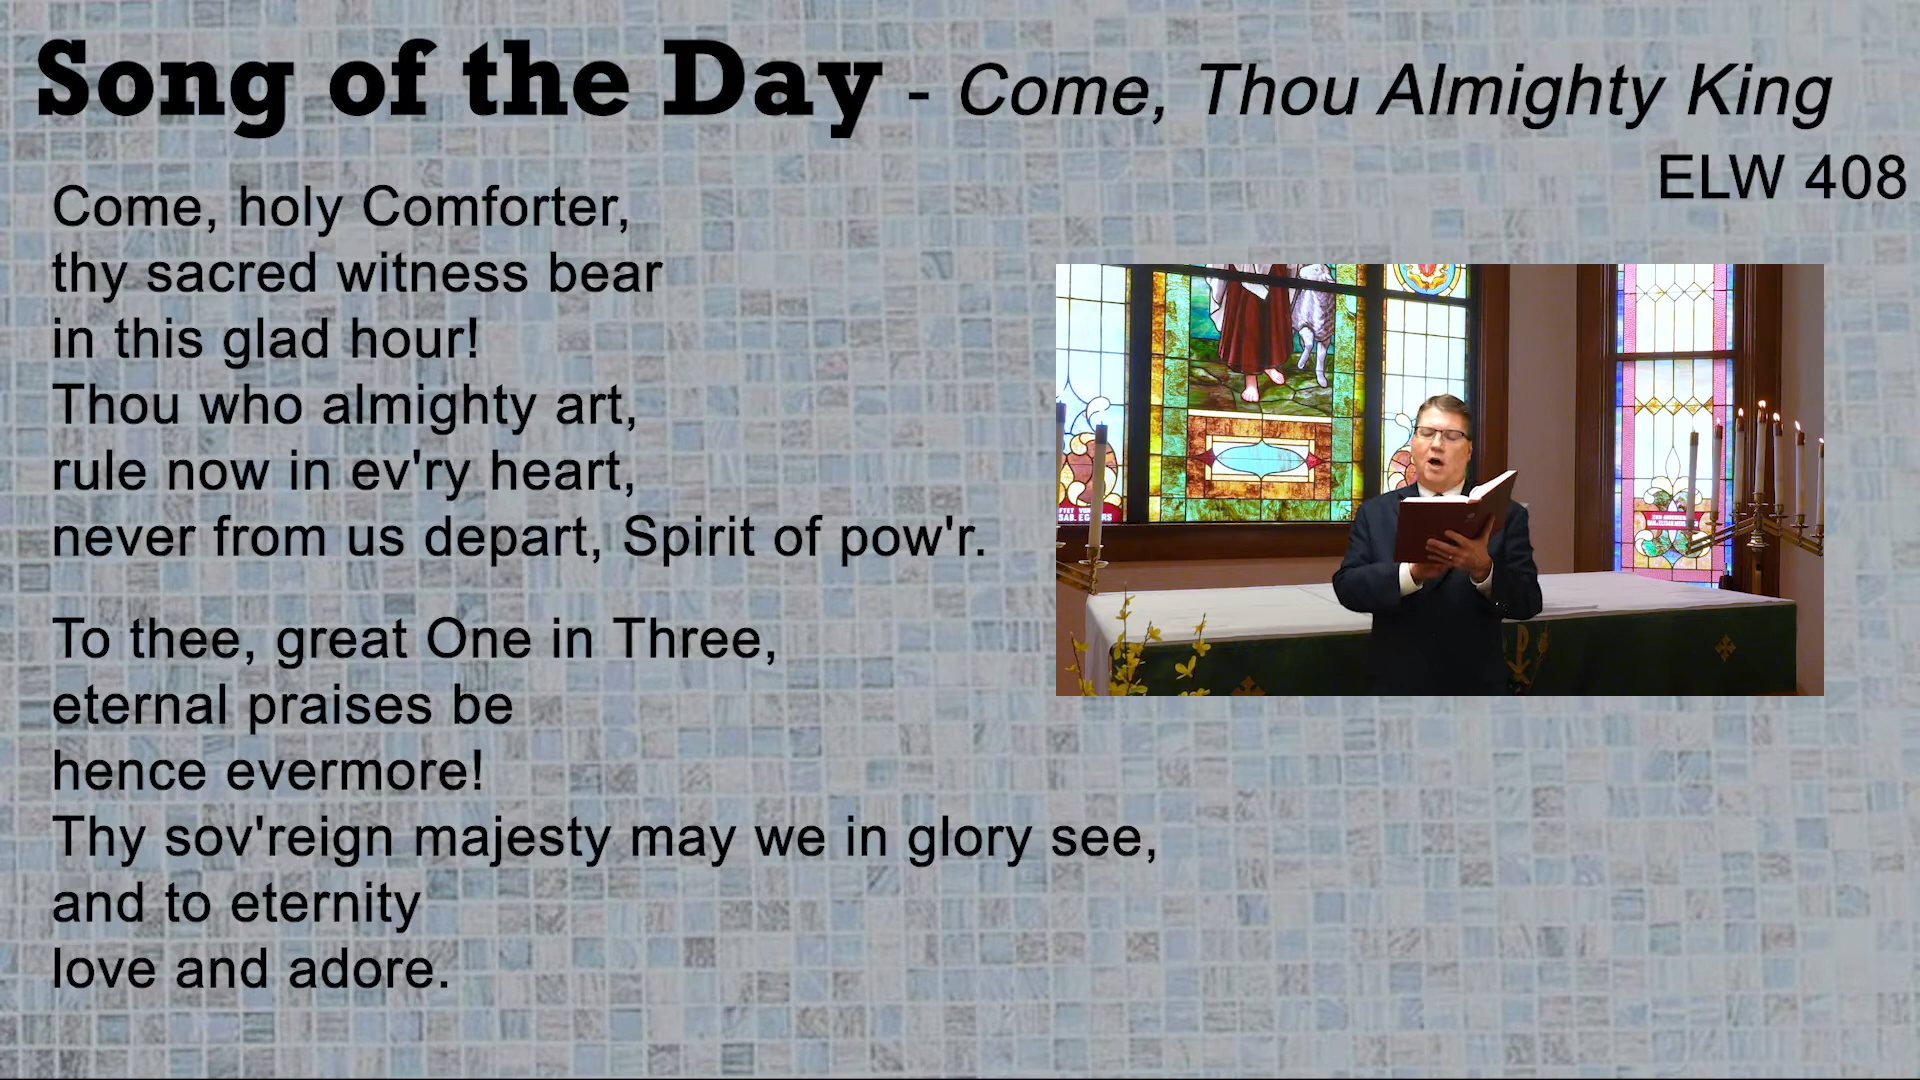 Song of the Day - Come, Thou Almighty King
ELW 408
Come, holy Comforter,
thy sacred witness bear
in this glad hour!
Thou who almighty art,
rule now in ev'ry heart,
never from us depart, Spirit of pow'r.
To thee, great One in Three,
eternal praises be
hence evermore!
Thy sov'reign majesty may we in glory see,
and to eternity
love and adore.